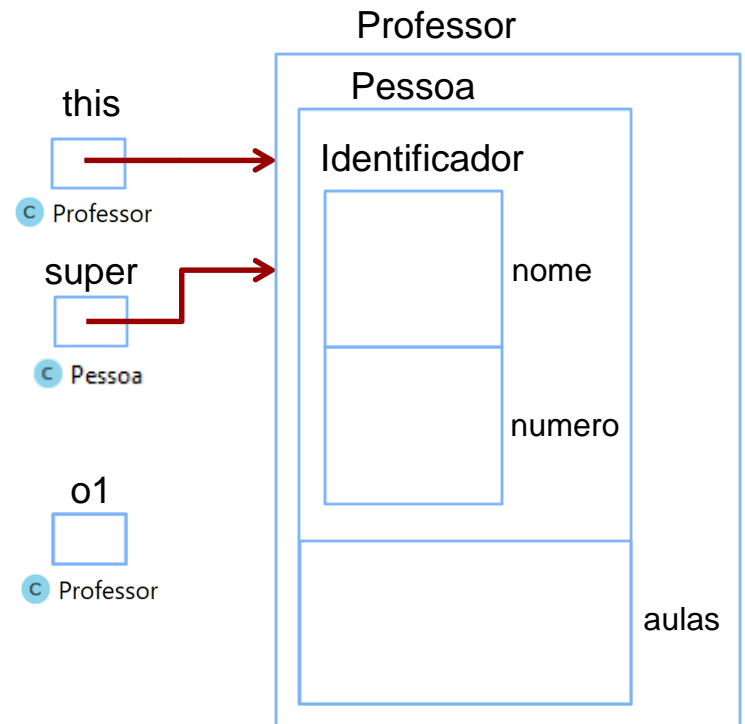 Professor
Pessoa
this
Identificador
C Professor
super
nome
C Pessoa
numero
o1
C Professor
aulas